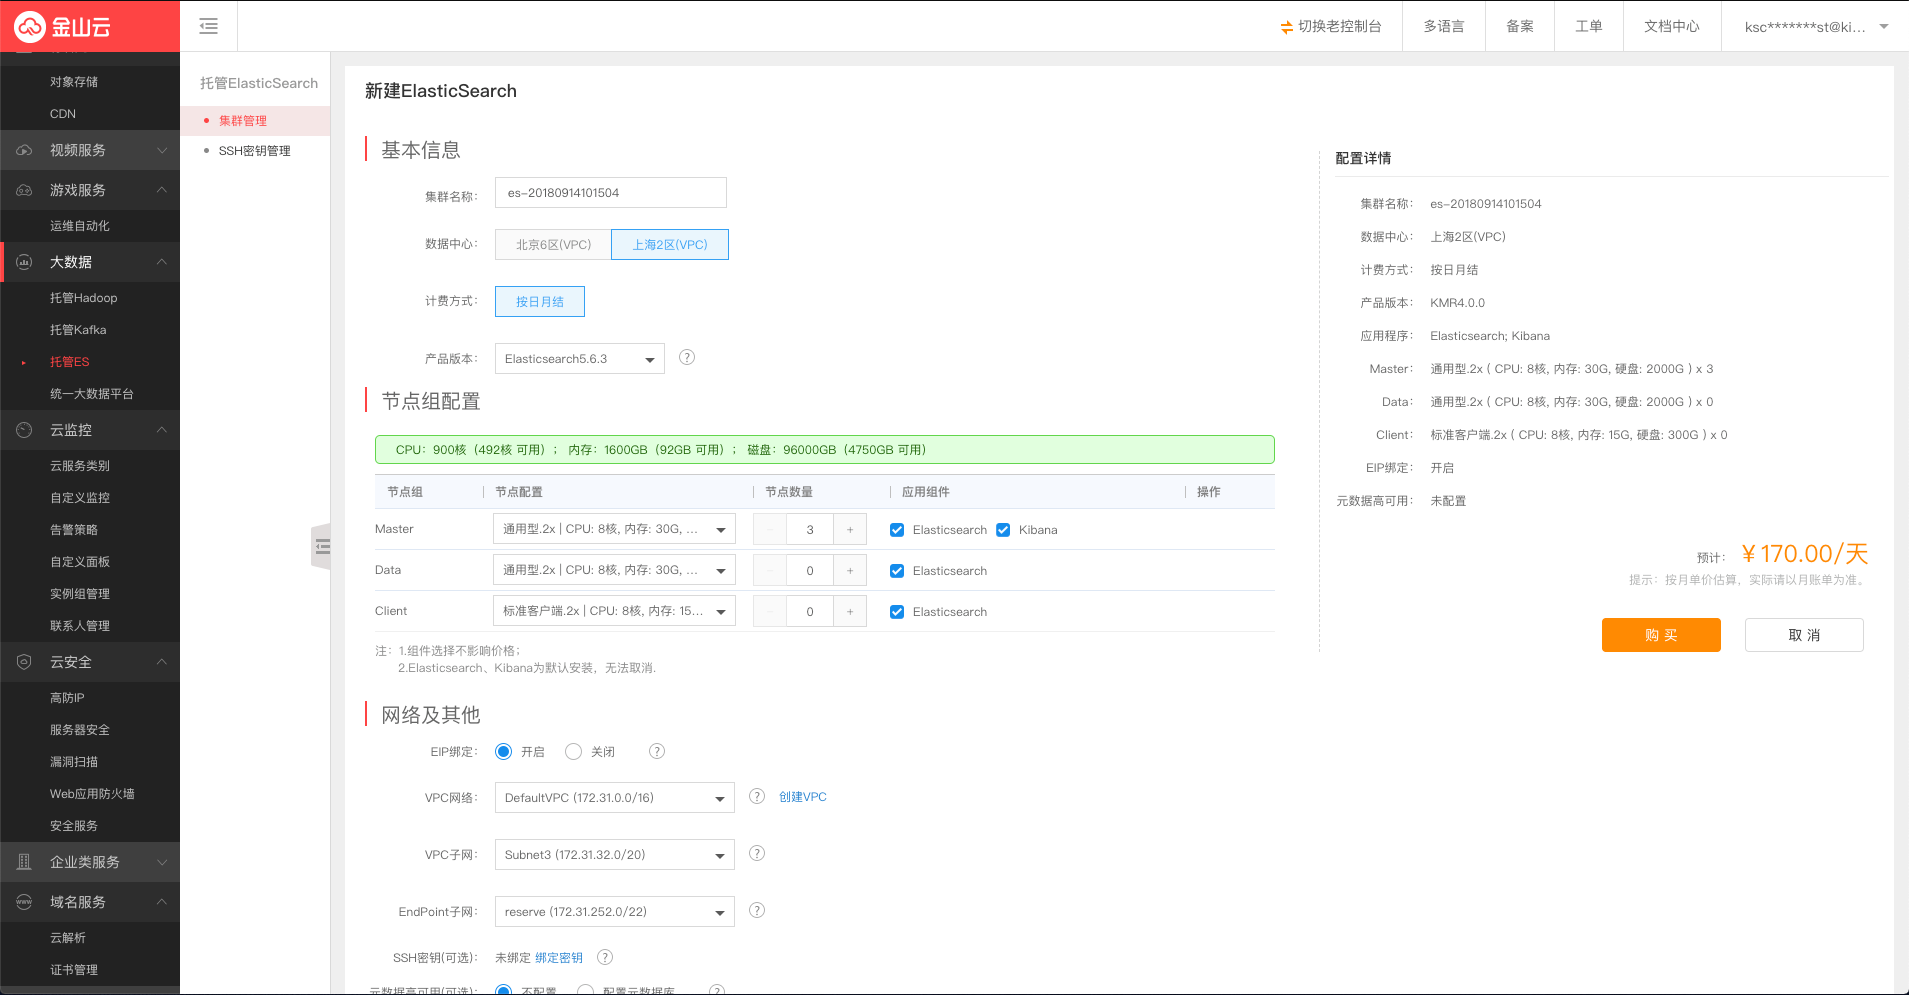 金山云
切换老控制台
多语言
备案
工单
文档中心
ksc*******st@ki...
对象存储
CDN
视频服务
游戏服务
运维自动化
大数据
托管Hadoop
托管Kafka
托管ES
统一大数据平台
云监控
云服务类别
自定义监控
告警策略
自定义面板
实例组管理
联系人管理
云安全
高防IP
服务器安全
漏洞扫描
Web应用防火墙
安全服务
企业类服务
域名服务
云解析
证书管理
托管ElasticSearch
集群管理
SSH密钥管理
新建ElasticSearch
基本信息
集群名称： es-20180914101504
数据中心： 北京6区(VPC) 上海2区(VPC)
计费方式： 按日月结
产品版本： Elasticsearch5.6.3 ?
节点组配置
CPU：900核（492核 可用）； 内存：1600GB（92GB 可用）； 磁盘：96000GB（4750GB 可用）
节点组 节点配置 节点数量 应用组件 操作
Master 通用型.2x | CPU: 8核, 内存: 30G, ... - 3 + Elasticsearch Kibana
Data 通用型.2x | CPU: 8核, 内存: 30G, ... - 0 + Elasticsearch
Client 标准客户端.2x | CPU: 8核, 内存: 15... - 0 + Elasticsearch
注： 1.组件选择不影响价格；
2.Elasticsearch、Kibana为默认安装，无法取消.
网络及其他
EIP绑定： 开启 关闭 ?
VPC网络： DefaultVPC (172.31.0.0/16) ? 创建VPC
VPC子网： Subnet3 (172.31.32.0/20) ?
EndPoint子网： reserve (172.31.252.0/22) ?
SSH密钥(可选)： 未绑定 绑定密钥 ?
元数据高可用(可选)： 不配置 配置元数据库 ?
配置详情
集群名称： es-20180914101504
数据中心： 上海2区(VPC)
计费方式： 按日月结
产品版本： KMR4.0.0
应用程序： Elasticsearch; Kibana
Master： 通用型.2x ( CPU: 8核, 内存: 30G, 硬盘: 2000G ) x 3
Data： 通用型.2x ( CPU: 8核, 内存: 30G, 硬盘: 2000G ) x 0
Client： 标准客户端.2x ( CPU: 8核, 内存: 15G, 硬盘: 300G ) x 0
EIP绑定： 开启
元数据高可用： 未配置
预计： ￥170.00/天
提示：按月单价估算，实际请以月账单为准。
购 买
取 消